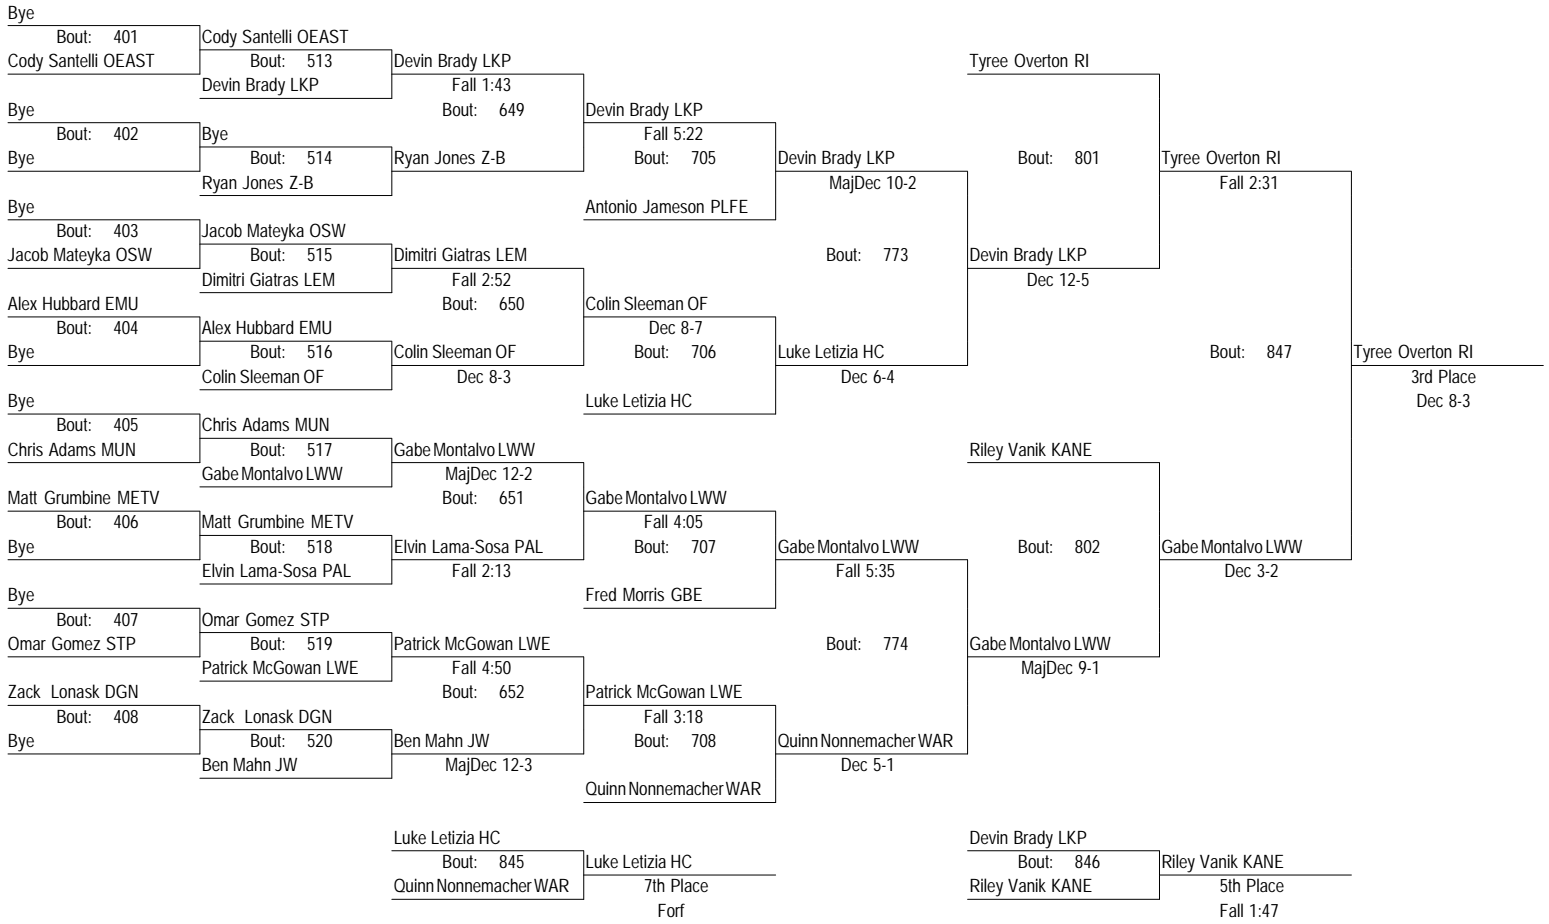 Bye
Bout: 401 Cody Santelli OEAST
Cody Santelli OEAST Bout: 513 Devin Brady LKP Tyree Overton RI
Devin Brady LKP Fall 1:43
Bye Bout: 649 Devin Brady LKP
Bout: 402 Bye Fall 5:22
Bye Bout: 514 Ryan Jones Z-B Bout: 705 Devin Brady LKP Bout: 801 Tyree Overton RI
Ryan Jones Z-B MajDec 10-2 Fall 2:31
Bye Antonio Jameson PLFE
Bout: 403 Jacob Mateyka OSW
Jacob Mateyka OSW Bout: 515 Dimitri Giatras LEM Bout: 773 Devin Brady LKP
Dimitri Giatras LEM Fall 2:52 Dec 12-5
Alex Hubbard EMU Bout: 650 Colin Sleeman OF
Bout: 404 Alex Hubbard EMU Dec 8-7
Bye Bout: 516 Colin Sleeman OF Bout: 706 Luke Letizia HC Bout: 847 Tyree Overton RI
Colin Sleeman OF Dec 8-3 Dec 6-4 3rd Place
Bye Luke Letizia HC Dec 8-3
Bout: 405 Chris Adams MUN
Chris Adams MUN Bout: 517 Gabe Montalvo LWW Riley Vanik KANE
Gabe Montalvo LWW MajDec 12-2
Matt Grumbine METV Bout: 651 Gabe Montalvo LWW
Bout: 406 Matt Grumbine METV Fall 4:05
Bye Bout: 518 Elvin Lama-Sosa PAL Bout: 707 Gabe Montalvo LWW Bout: 802 Gabe Montalvo LWW
Elvin Lama-Sosa PAL Fall 2:13 Fall 5:35 Dec 3-2
Bye Fred Morris GBE
Bout: 407 Omar Gomez STP
Omar Gomez STP Bout: 519 Patrick McGowan LWE Bout: 774 Gabe Montalvo LWW
Patrick McGowan LWE Fall 4:50 MajDec 9-1
Zack Lonask DGN Bout: 652 Patrick McGowan LWE
Bout: 408 Zack Lonask DGN Fall 3:18
Bye Bout: 520 Ben Mahn JW Bout: 708 Quinn Nonnemacher WAR
Ben Mahn JW MajDec 12-3 Dec 5-1
Quinn Nonnemacher WAR
Luke Letizia HC Devin Brady LKP
Bout: 845 Luke Letizia HC Bout: 846 Riley Vanik KANE
Quinn Nonnemacher WAR 7th Place Riley Vanik KANE 5th Place
Forf Fall 1:47